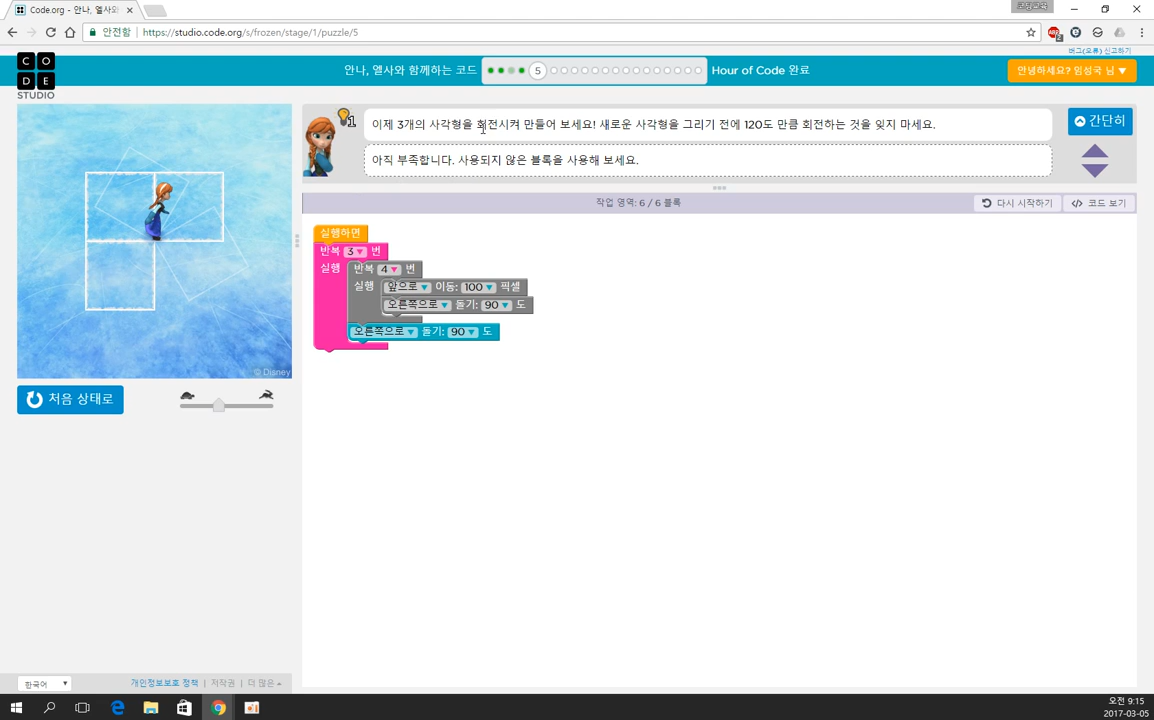 Code.org - 안나, 엘사와
코딩교육
안전함
https://studio.code.org/s/frozen/stage/1/puzzle/5
버그(오류) 신고하기
C O
D E
STUDIO
안나, 엘사와 함께하는 코드
5
Hour of Code 완료
안녕하세요? 임성국 님 ▼
1
이제 3개의 사각형을 회전시켜 만들어 보세요! 새로운 사각형을 그리기 전에 120도 만큼 회전하는 것을 잊지 마세요.
간단히
아직 부족합니다. 사용되지 않은 블록을 사용해 보세요.
작업 영역: 6 / 6 블록
다시 시작하기
</> 코드 보기
실행하면
반복 3 번
실행 반복 4 번
실행 앞으로 이동: 100 픽셀
오른쪽으로 돌기: 90 도
오른쪽으로 돌기: 90 도
© Disney
처음 상태로
한국어
개인정보보호 정책 | 저작권 | 더 많은
오전 9:15
2017-03-05